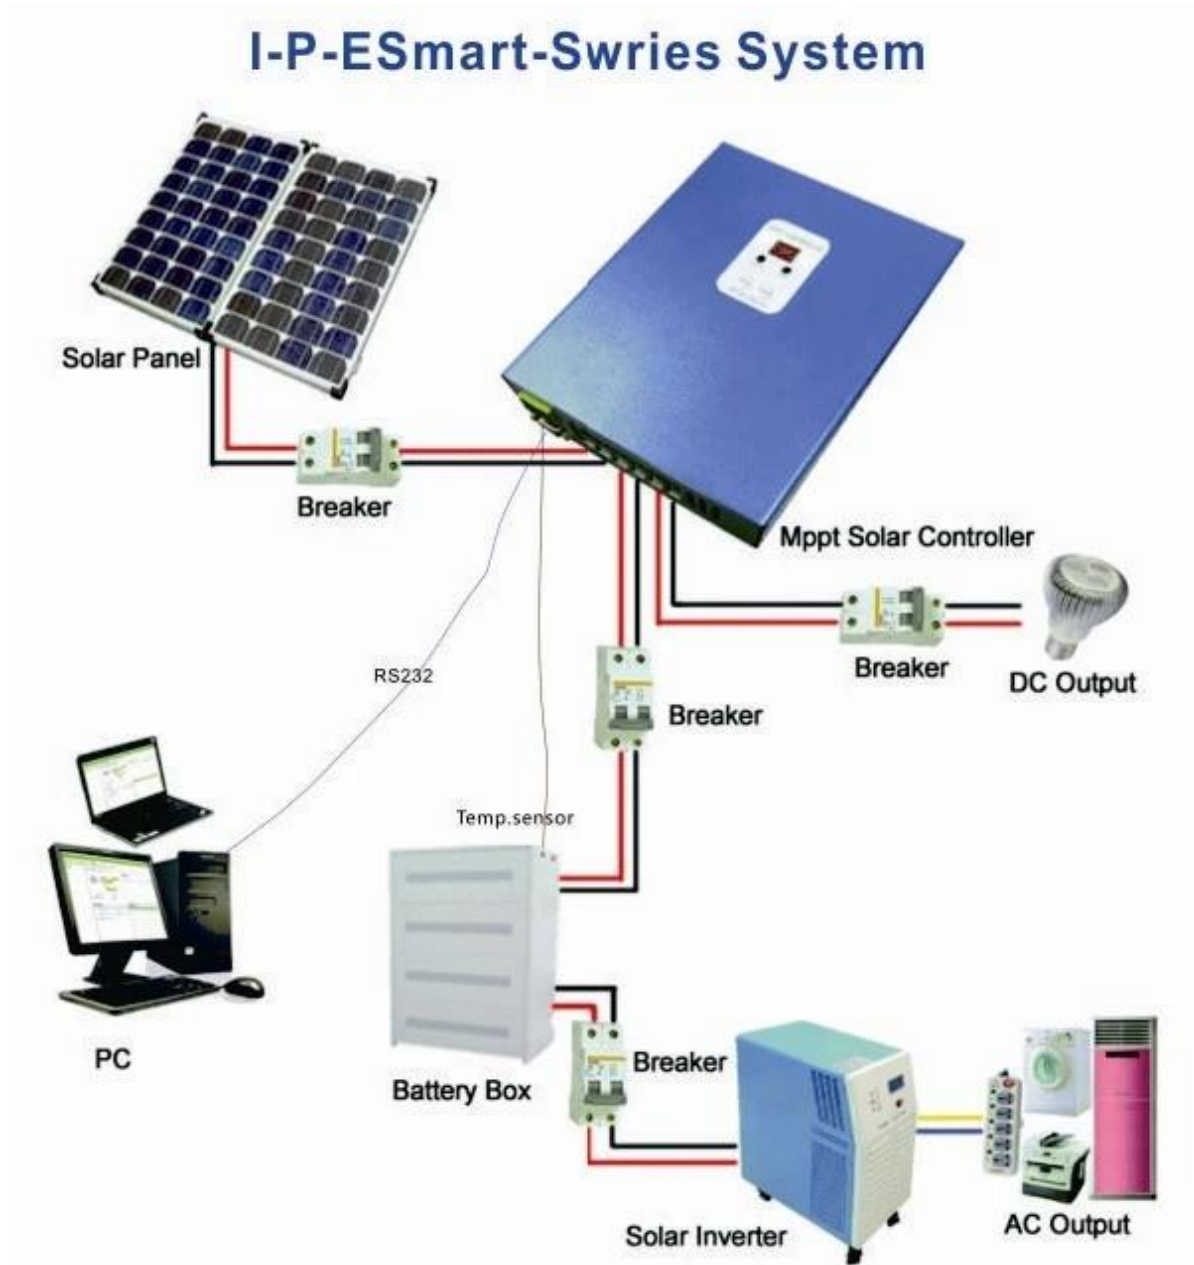 I-P-ESmart-Swries System
Solar Panel
Breaker
Mppt Solar Controller
Breaker
DC Output
RS232
Breaker
Temp.sensor
PC
Battery Box
Breaker
Solar Inverter
AC Output